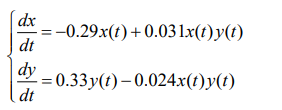 dx/dt = −0.29x(t) + 0.031x(t)y(t)
dy/dt = 0.33y(t) − 0.024x(t)y(t)